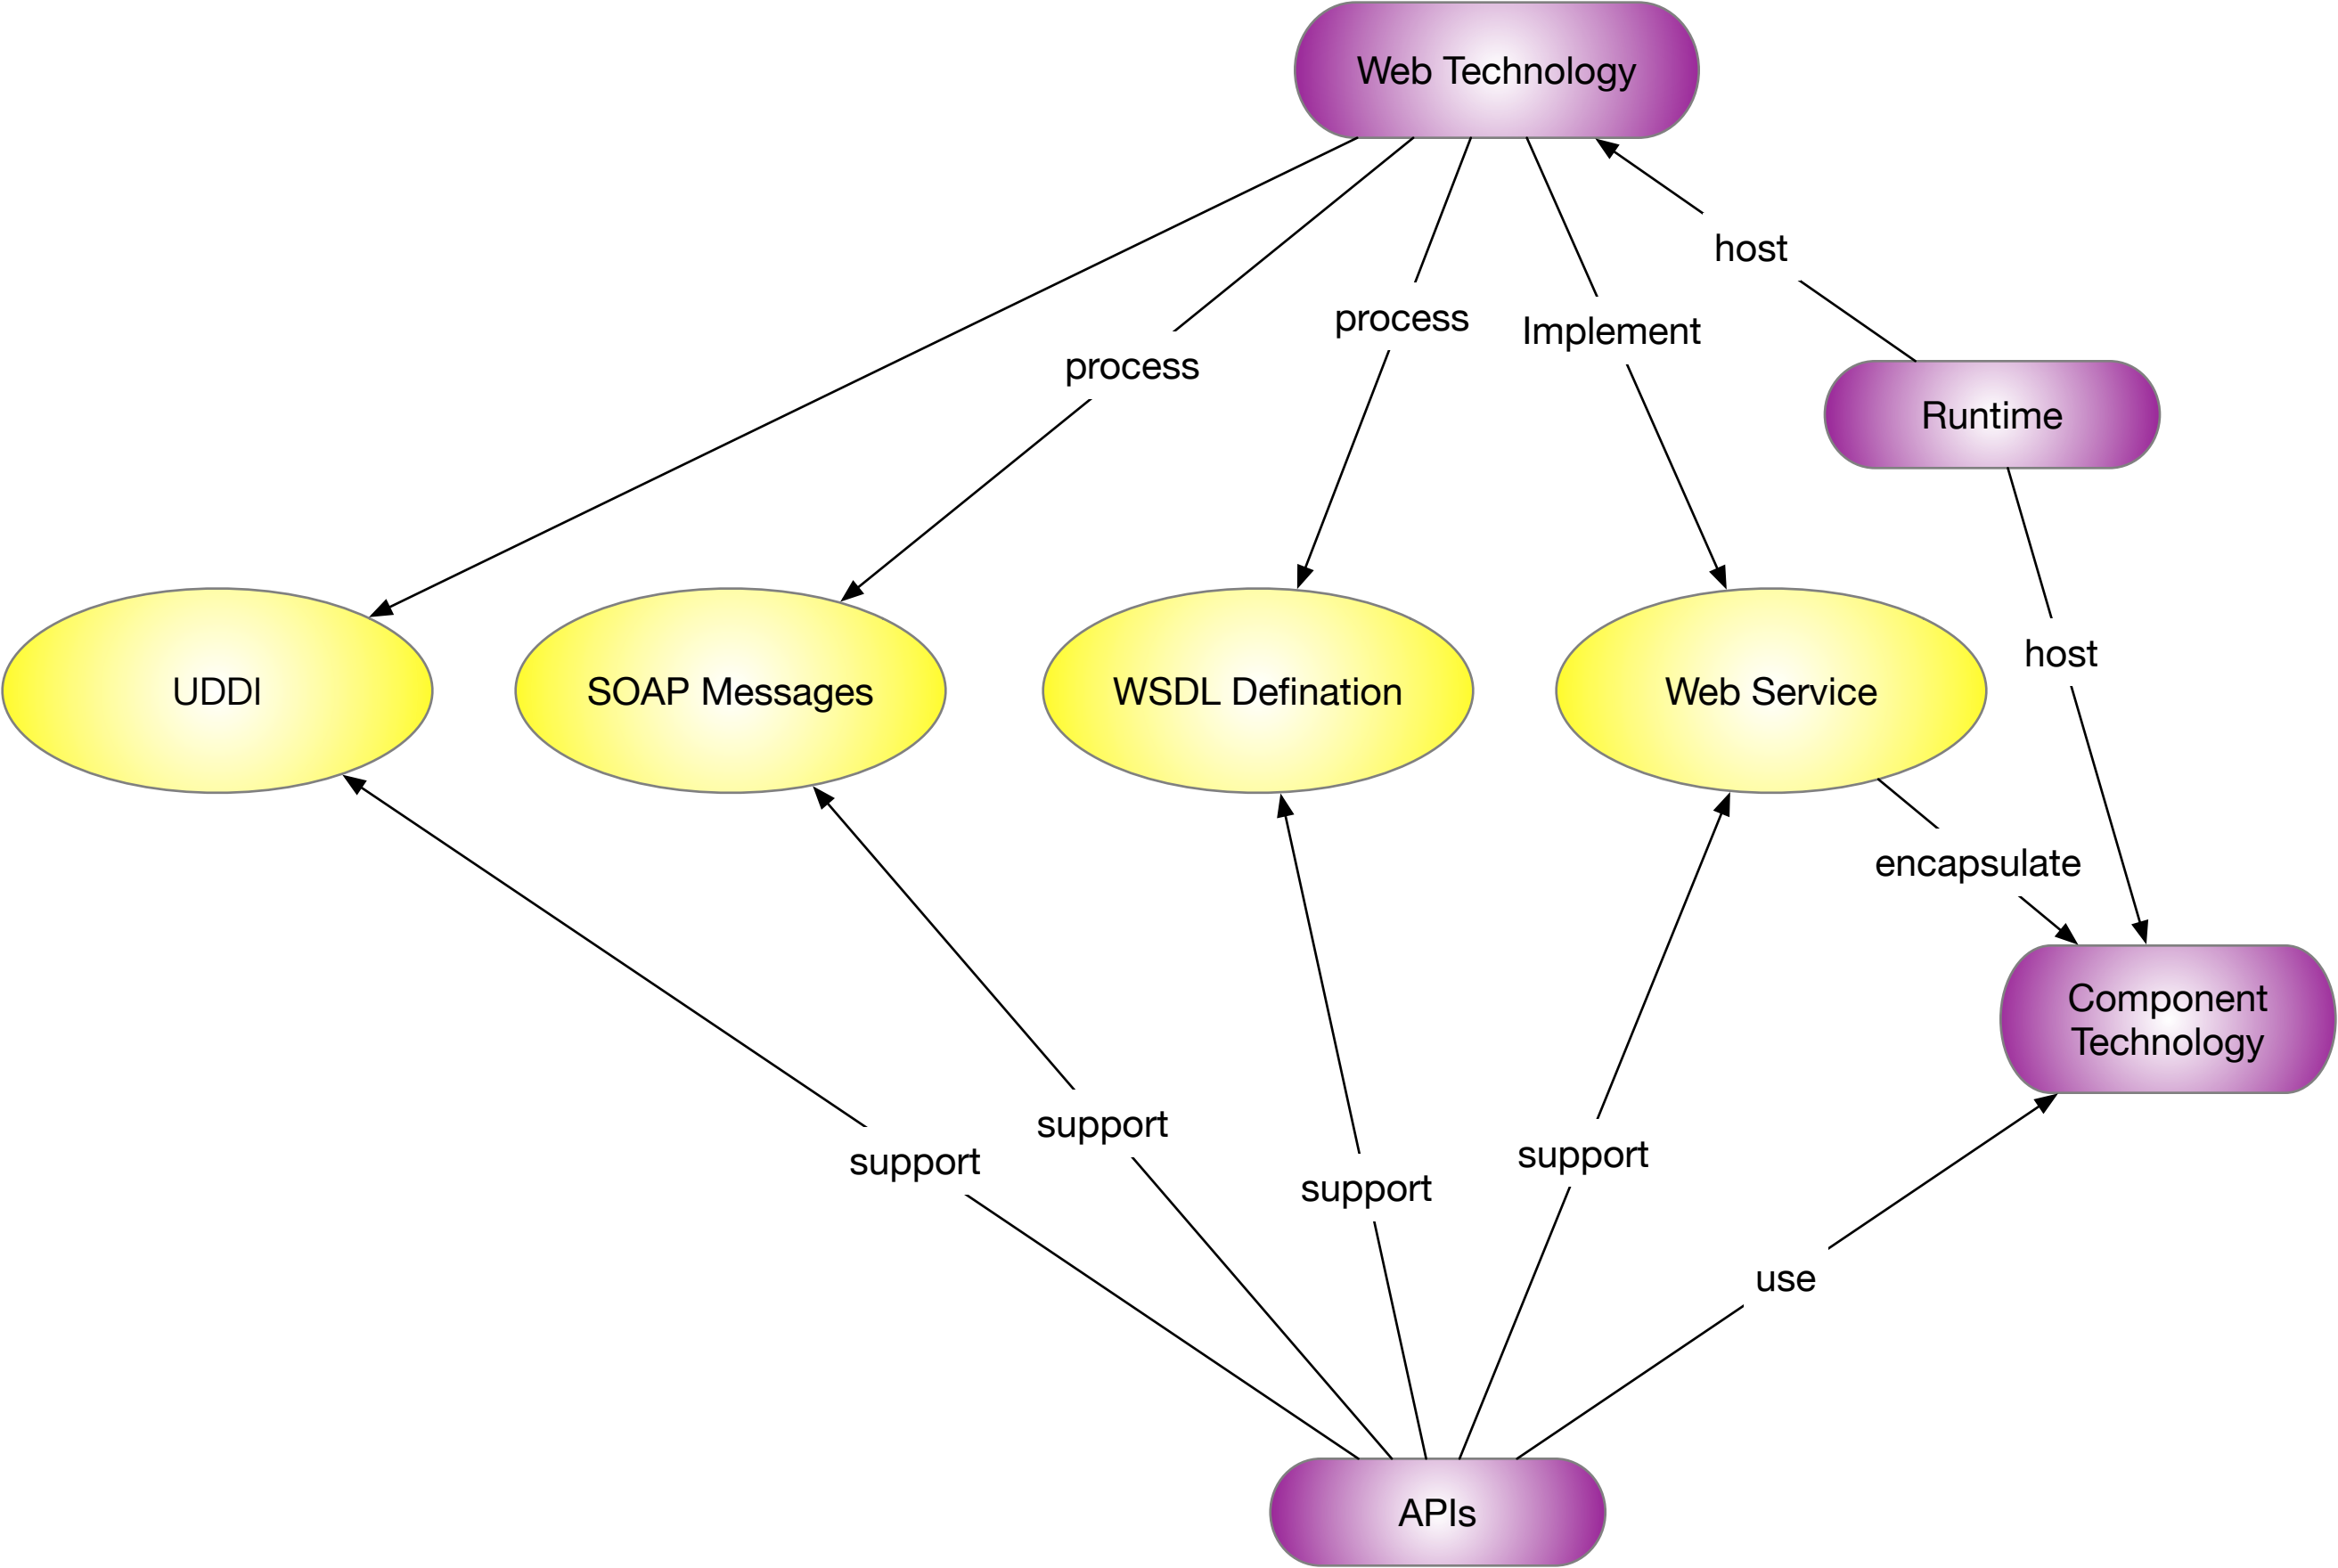 Web Technology
host
process
Implement
process
Runtime
host
UDDI
SOAP Messages
WSDL Defination
Web Service
encapsulate
Component
Technology
support
support
support
support
use
APIs